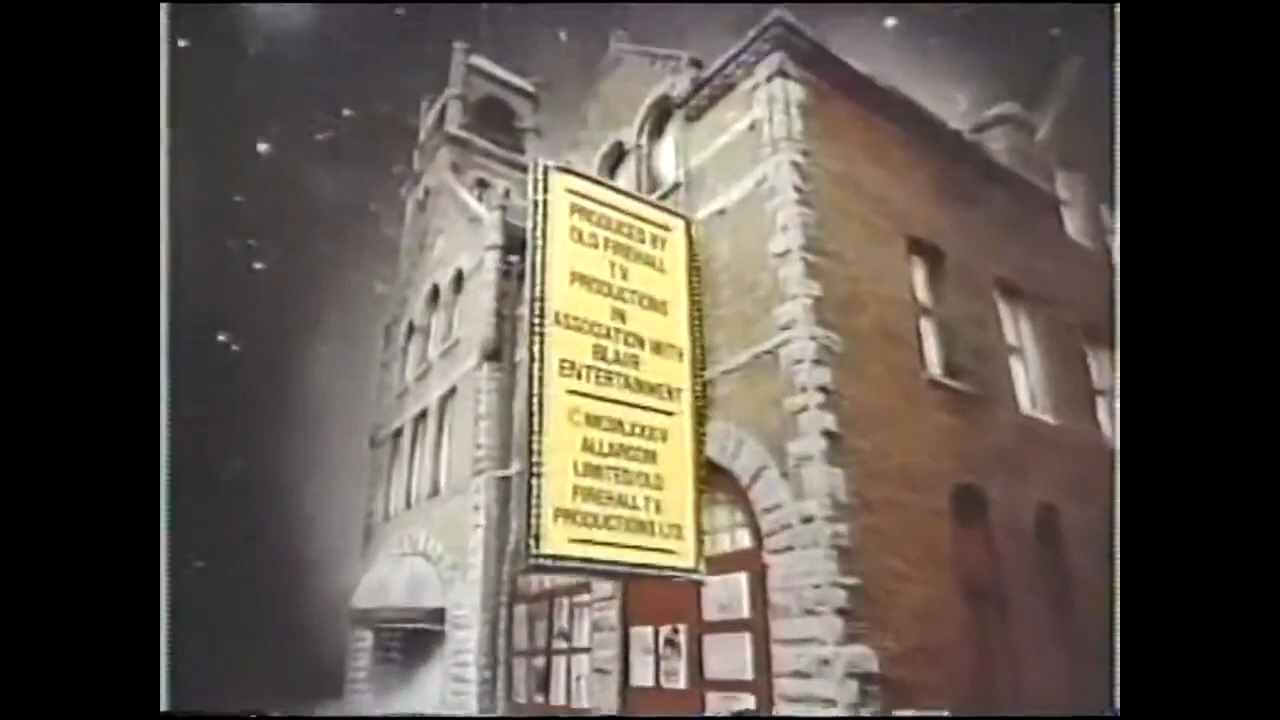 PRODUCED BY
OLD FIREHALL
T.V.
PRODUCTIONS
IN
ASSOCIATION WITH
BLAIR
ENTERTAINMENT
©
ALLARCOM
LIMITED/OLD
FIREHALL T.V.
PRODUCTIONS LTD.